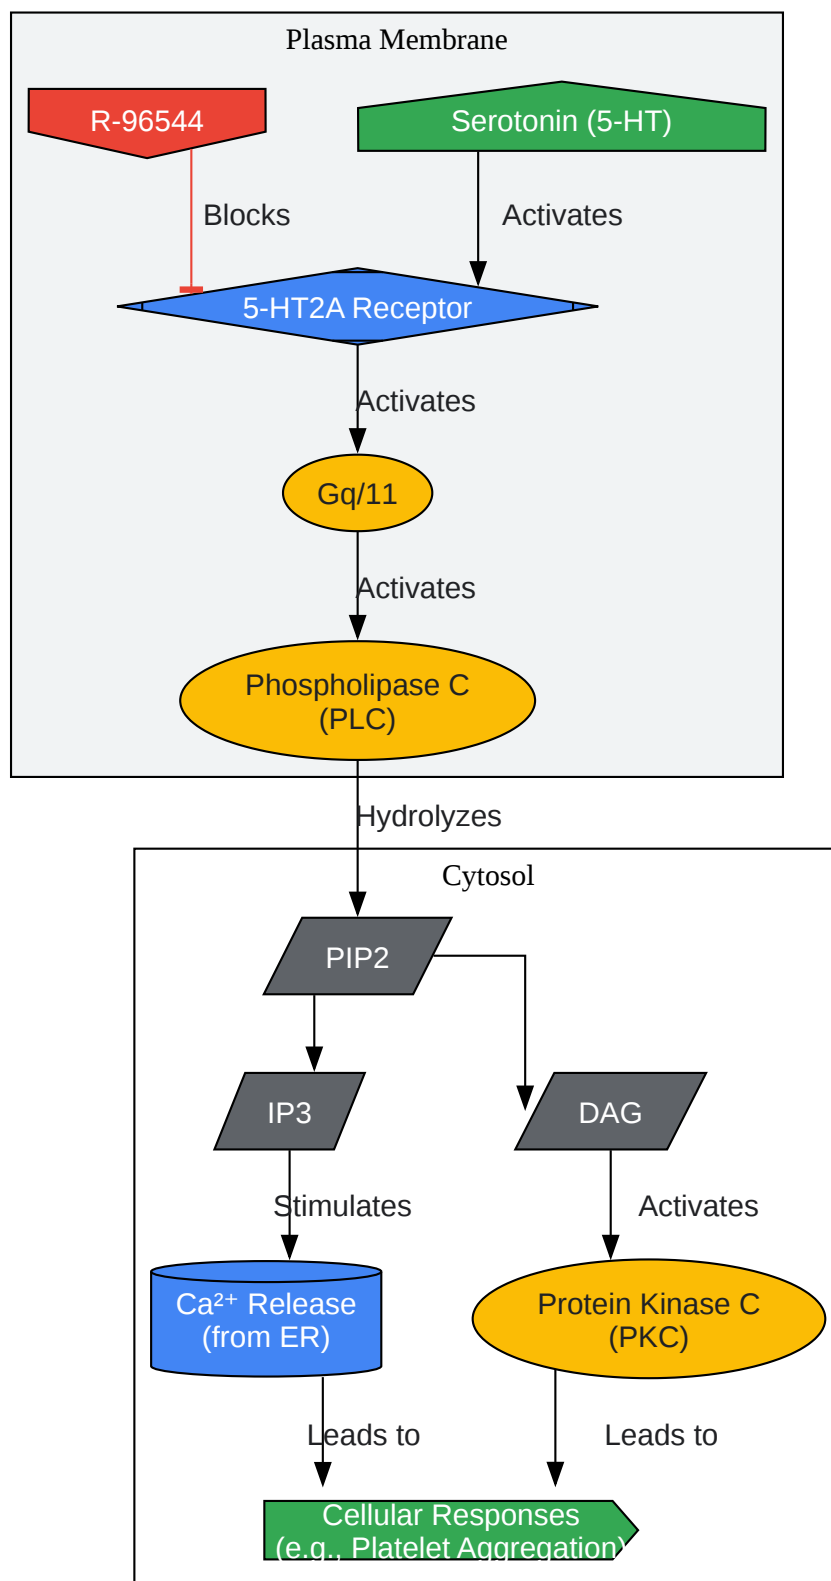 Plasma Membrane
R-96544
Serotonin (5-HT)
Blocks
Activates
5-HT2A Receptor
Activates
Gq/11
Activates
Phospholipase C
(PLC)
Hydrolyzes
Cytosol
PIP2
IP3
DAG
Stimulates
Activates
Ca²⁺ Release
(from ER)
Protein Kinase C
(PKC)
Leads to
Leads to
Cellular Responses
(e.g., Platelet Aggregation)